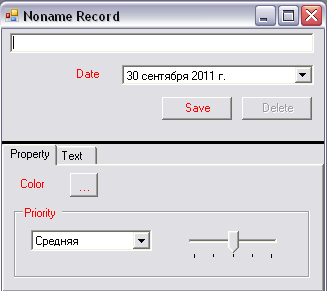 Noname Record
Date 30 сентября 2011 г.
Save Delete
Property Text
Color ...
Priority
Средняя